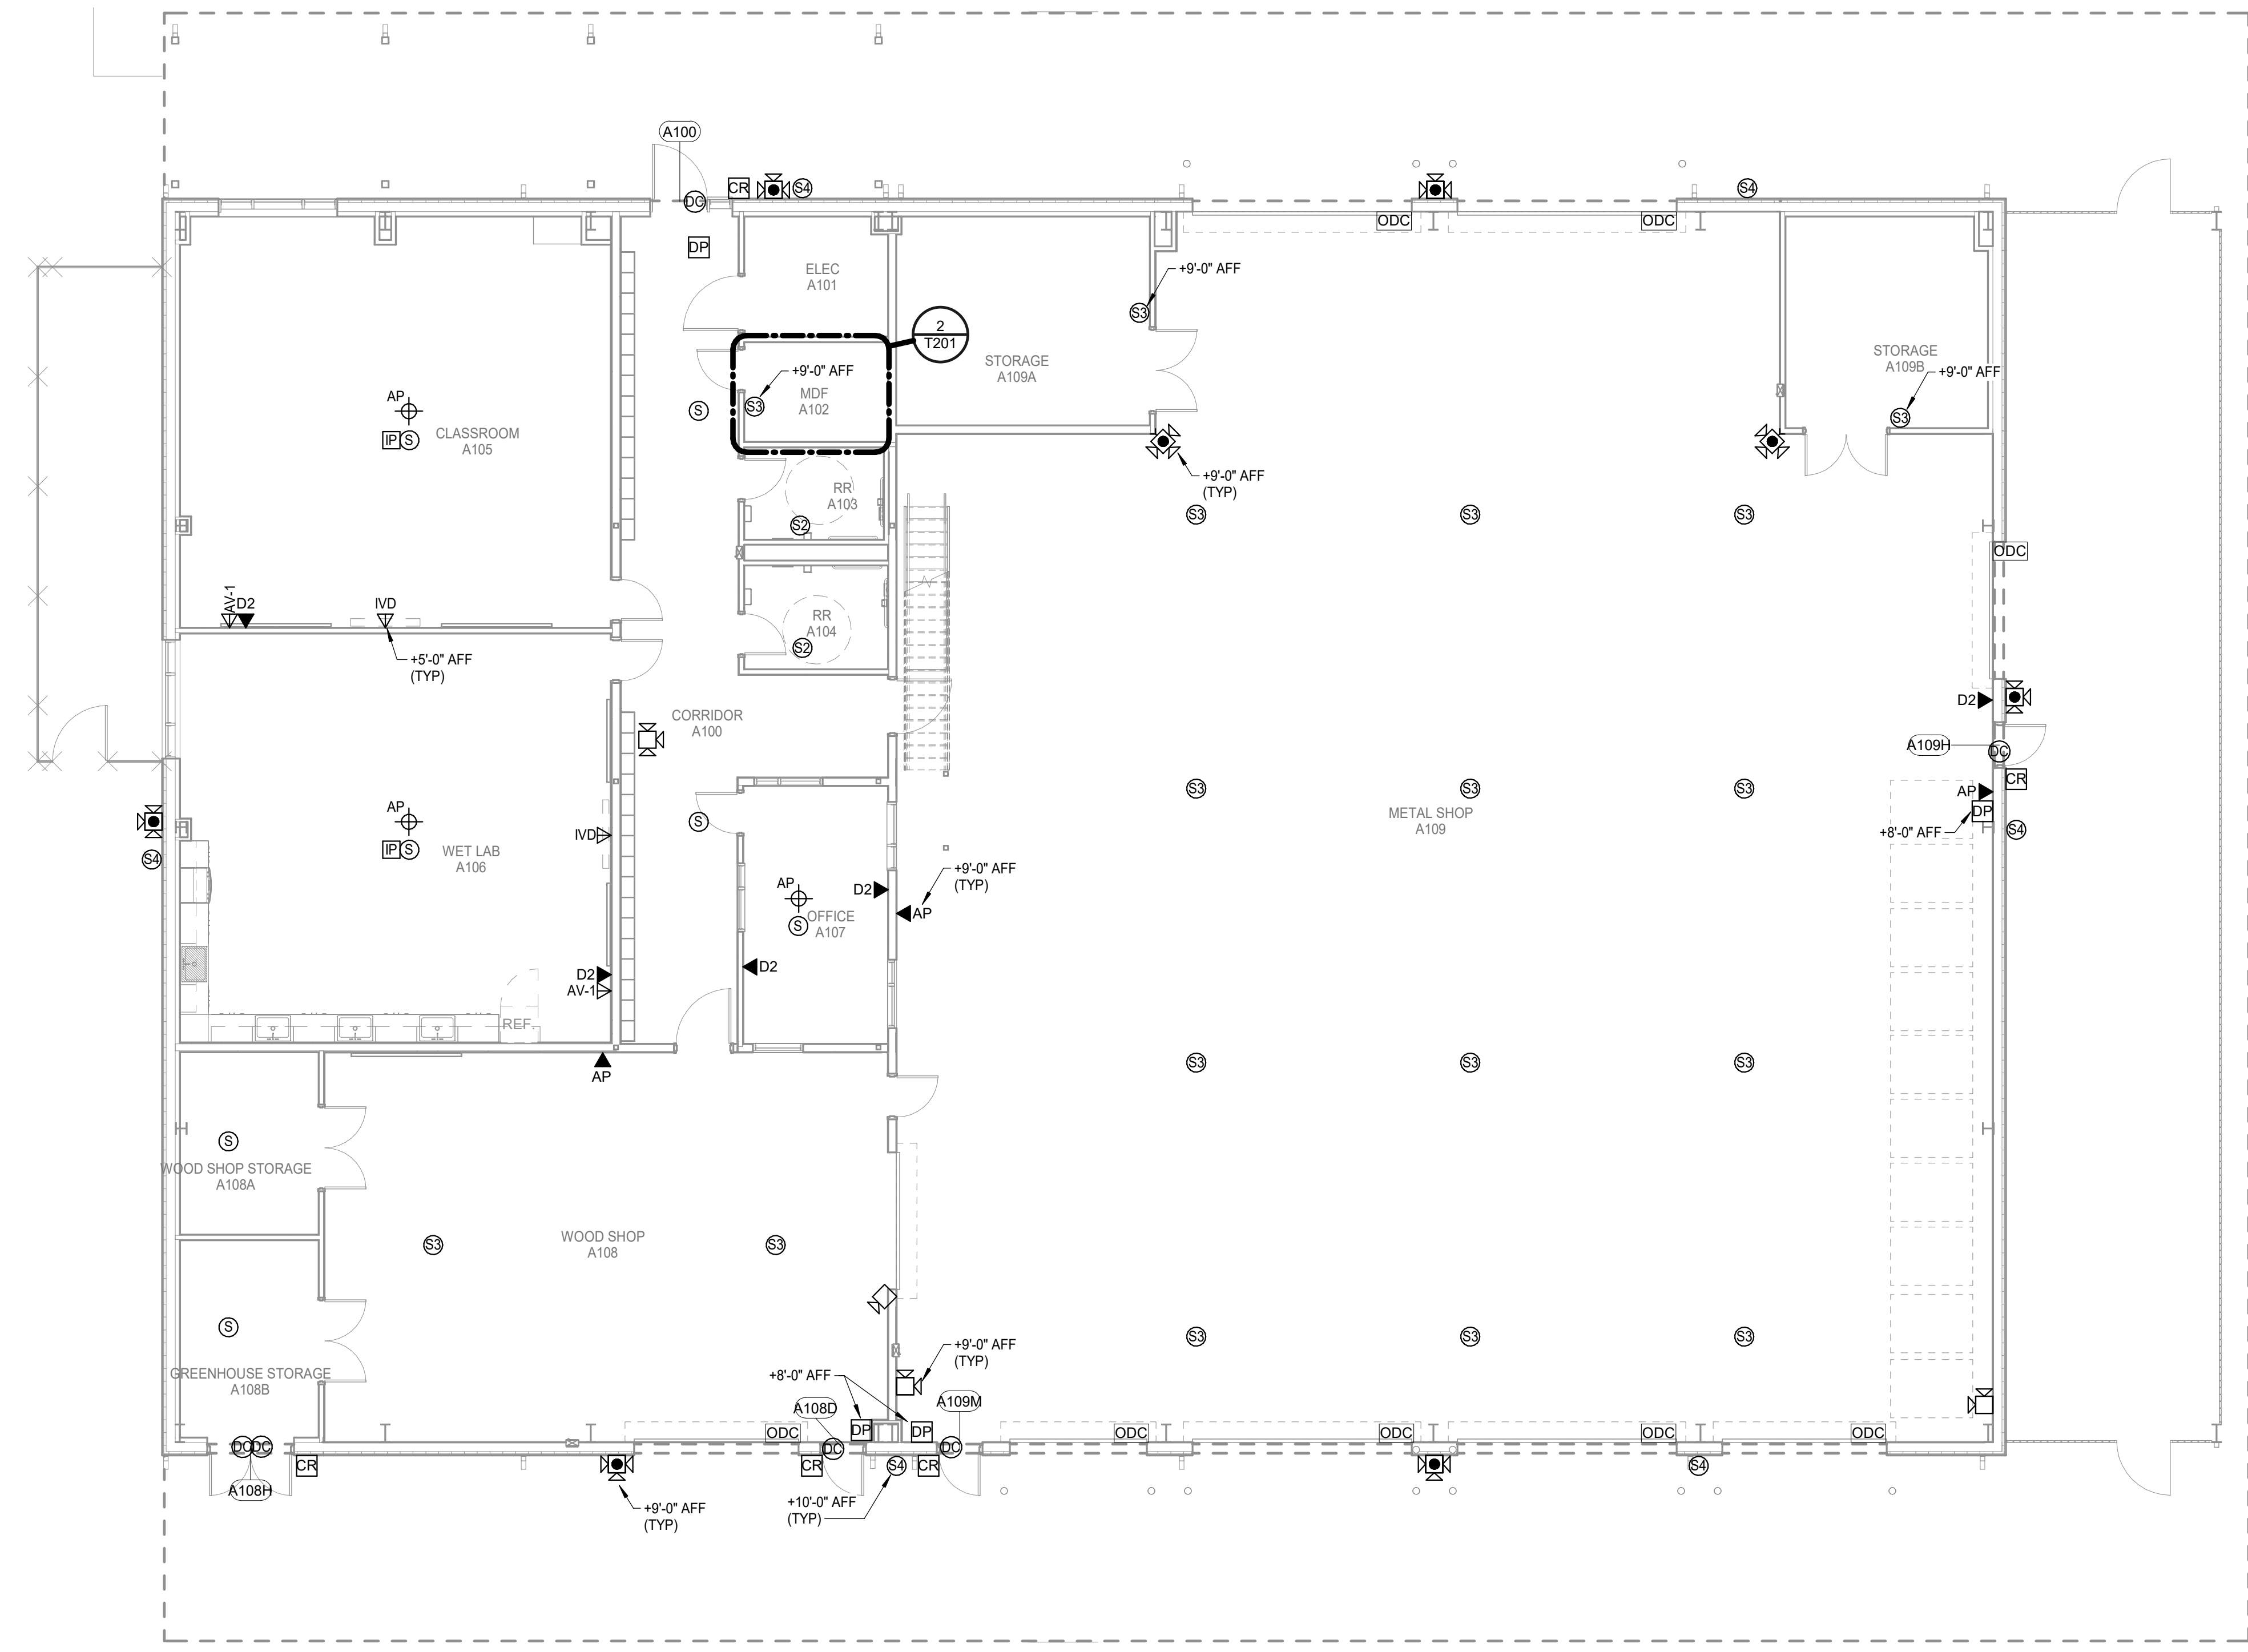 A100
CR
S4
S4
DC
ODC
ODC
DP
ELEC
A101
+9'-0" AFF
S3
2
T201
STORAGE
A109A
STORAGE
A109B
+9'-0" AFF
+9'-0" AFF
MDF
A102
S3
S
AP
IP
S
CLASSROOM
A105
S3
+9'-0" AFF
(TYP)
RR
A103
S2
S3
S3
S3
ODC
AV-1
D2
IVD
RR
A104
S2
+5'-0" AFF
(TYP)
D2
CORRIDOR
A100
A109H
DC
CR
S3
S3
S3
AP
DP
+8'-0" AFF
S4
METAL SHOP
A109
AP
IP
S
WET LAB
A106
IVD
S
S4
AP
S
OFFICE
A107
D2
+9'-0" AFF
(TYP)
AP
D2
D2
AV-1
REF.
AP
S3
S3
S3
S
WOOD SHOP STORAGE
A108A
WOOD SHOP
A108
S3
S3
S
GREENHOUSE STORAGE
A108B
S3
S3
S3
+9'-0" AFF
(TYP)
+8'-0" AFF
A108D
A109M
DP
DP
ODC
ODC
ODC
ODC
ODC
DC
DC
DC
DC
CR
CR
S4
CR
S4
A108H
+9'-0" AFF
(TYP)
+10'-0" AFF
(TYP)